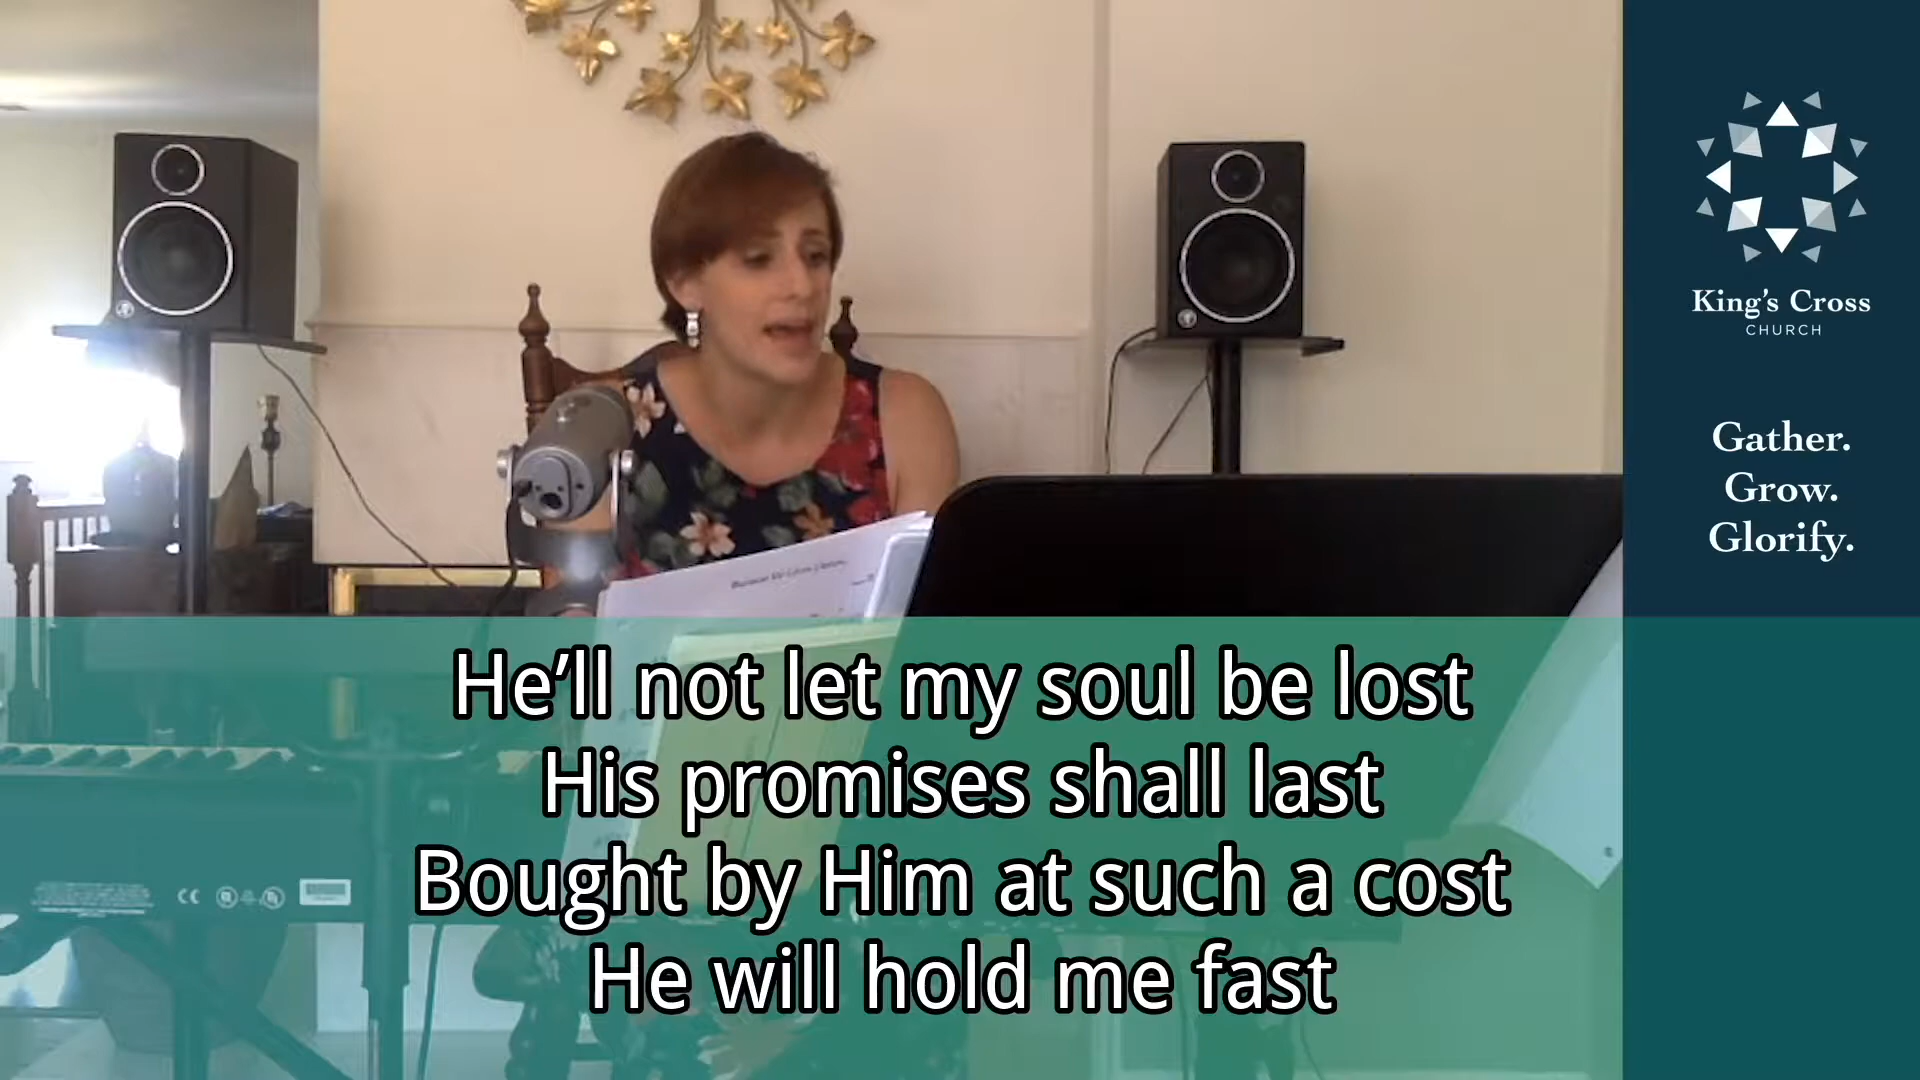 King's Cross
CHURCH
Gather.
Grow.
Glorify.
He'll not let my soul be lost
His promises shall last
Bought by Him at such a cost
He will hold me fast